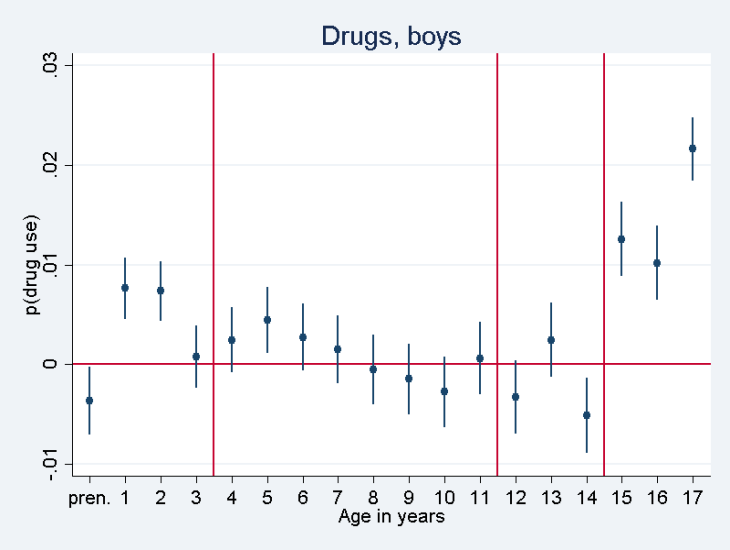 Drugs, boys
p(drug use)
.03
.02
.01
0
-.01
pren. 1 2 3 4 5 6 7 8 9 10 11 12 13 14 15 16 17
Age in years